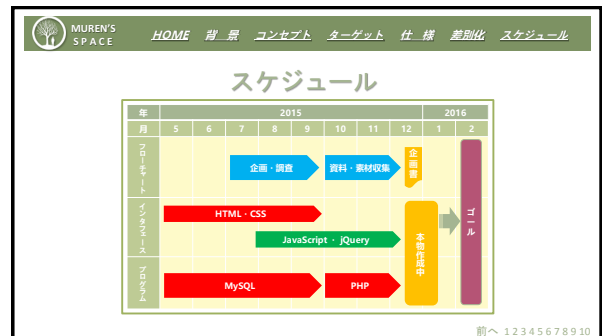 MUREN'S
SPACE
HOME 背 景 コンセプト ターゲット 仕 様 差別化 スケジュール
スケジュール
年 2015 2016
月 5 6 7 8 9 10 11 12 1 2
フローチャート
企画・調査
資料・素材収集
企画書
インタフェース
HTML・CSS
JavaScript・jQuery
本物作成中
ゴール
プログラム
MySQL
PHP
前へ 1 2 3 4 5 6 7 8 9 10